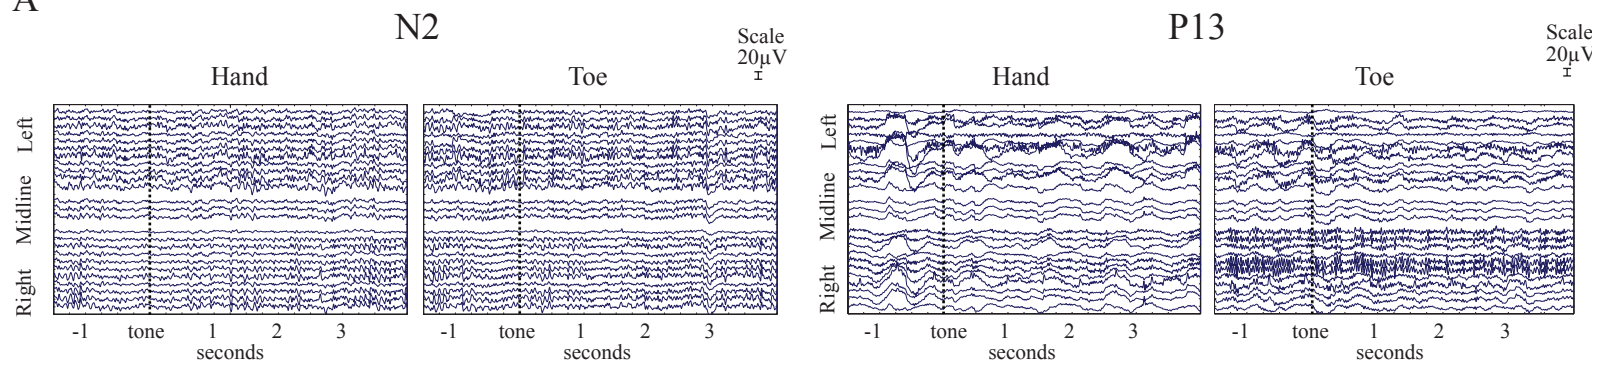 A
N2
P13
Scale
20µV
Scale
20µV
Hand
Toe
Hand
Toe
Left
Midline
Right
Left
Midline
Right
-1 tone 1 2 3
seconds
-1 tone 1 2 3
seconds
-1 tone 1 2 3
seconds
-1 tone 1 2 3
seconds